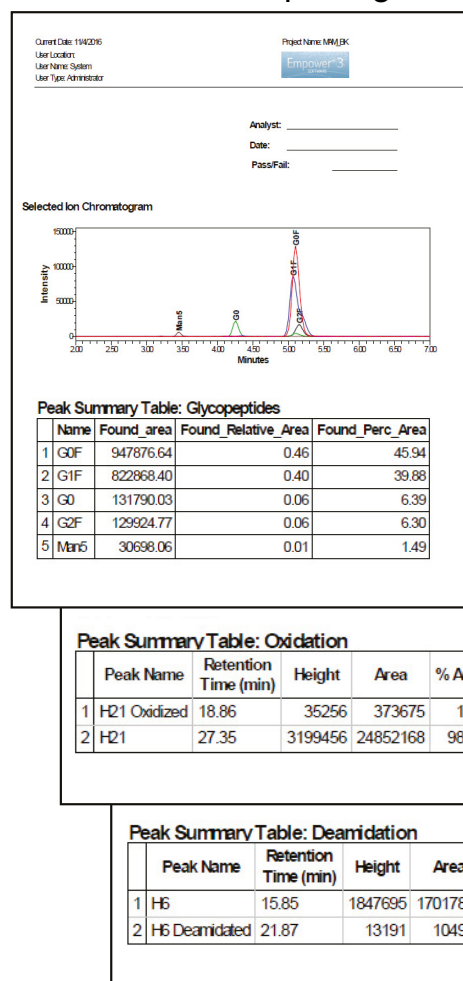 Current Date: 11/4/2016 Project Name: MAM_BK
User Location:
User Name: System
User Type: Administrator
Empower 3
SOFTWARE
Analyst:
Date:
Pass/Fail:
Selected Ion Chromatogram
Intensity
150000
100000
50000
0
Man5
G0
G1F
G0F
G2F
2.00 2.50 3.00 3.50 4.00 4.50 5.00 5.50 6.00 6.50 7.00
Minutes
Peak Summary Table: Glycopeptides
Name Found_area Found_Relative_Area Found_Perc_Area
1 G0F 947876.64 0.46 45.94
2 G1F 822868.40 0.40 39.88
3 G0 131790.03 0.06 6.39
4 G2F 129924.77 0.06 6.30
5 Man5 30698.06 0.01 1.49
Peak Summary Table: Oxidation
Peak Name Retention Time (min) Height Area % A
1 H21 Oxidized 18.86 35256 373675 1
2 H21 27.35 3199456 24852168 98
Peak Summary Table: Deamidation
Peak Name Retention Time (min) Height Area
1 H6 15.85 1847695 170178
2 H6 Deamidated 21.87 13191 1049